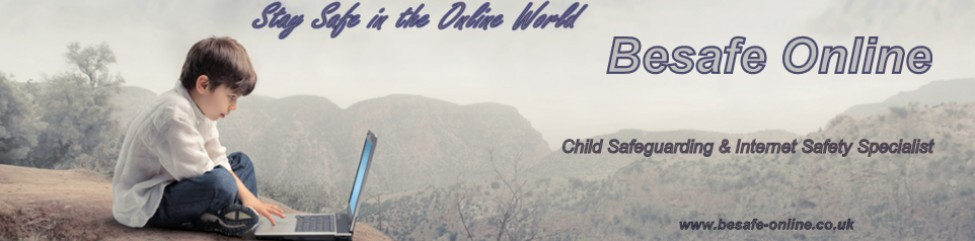 Stay Safe in the Online World
Besafe Online
Child Safeguarding & Internet Safety Specialist
www.besafe-online.co.uk